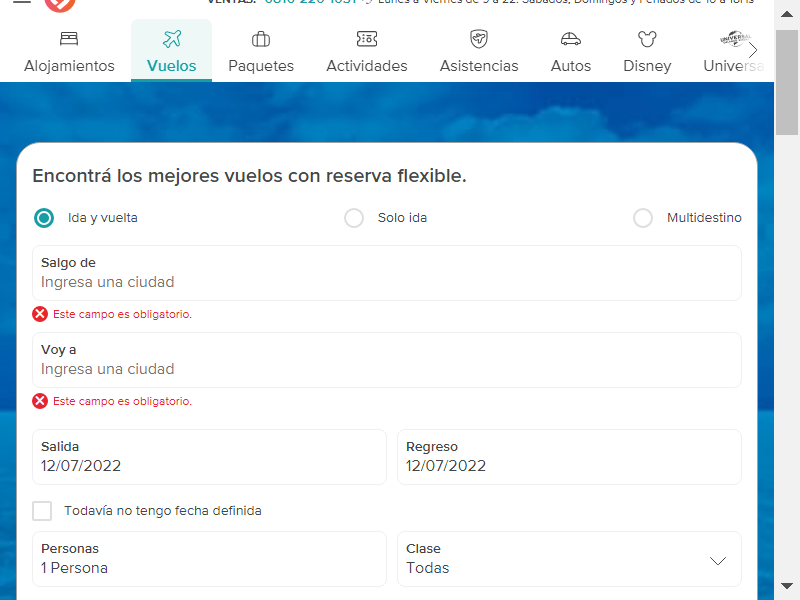 VENTAS: 0810 220 1031 Lunes a Viernes de 9 a 22. Sábados, Domingos y Feriados de 10 a 18hs
Alojamientos
Vuelos
Paquetes
Actividades
Asistencias
Autos
Disney
Universa
Encontrá los mejores vuelos con reserva flexible.
Ida y vuelta
Solo ida
Multidestino
Salgo de
Ingresa una ciudad
Este campo es obligatorio.
Voy a
Ingresa una ciudad
Este campo es obligatorio.
Salida
12/07/2022
Regreso
12/07/2022
Todavía no tengo fecha definida
Personas
1 Persona
Clase
Todas